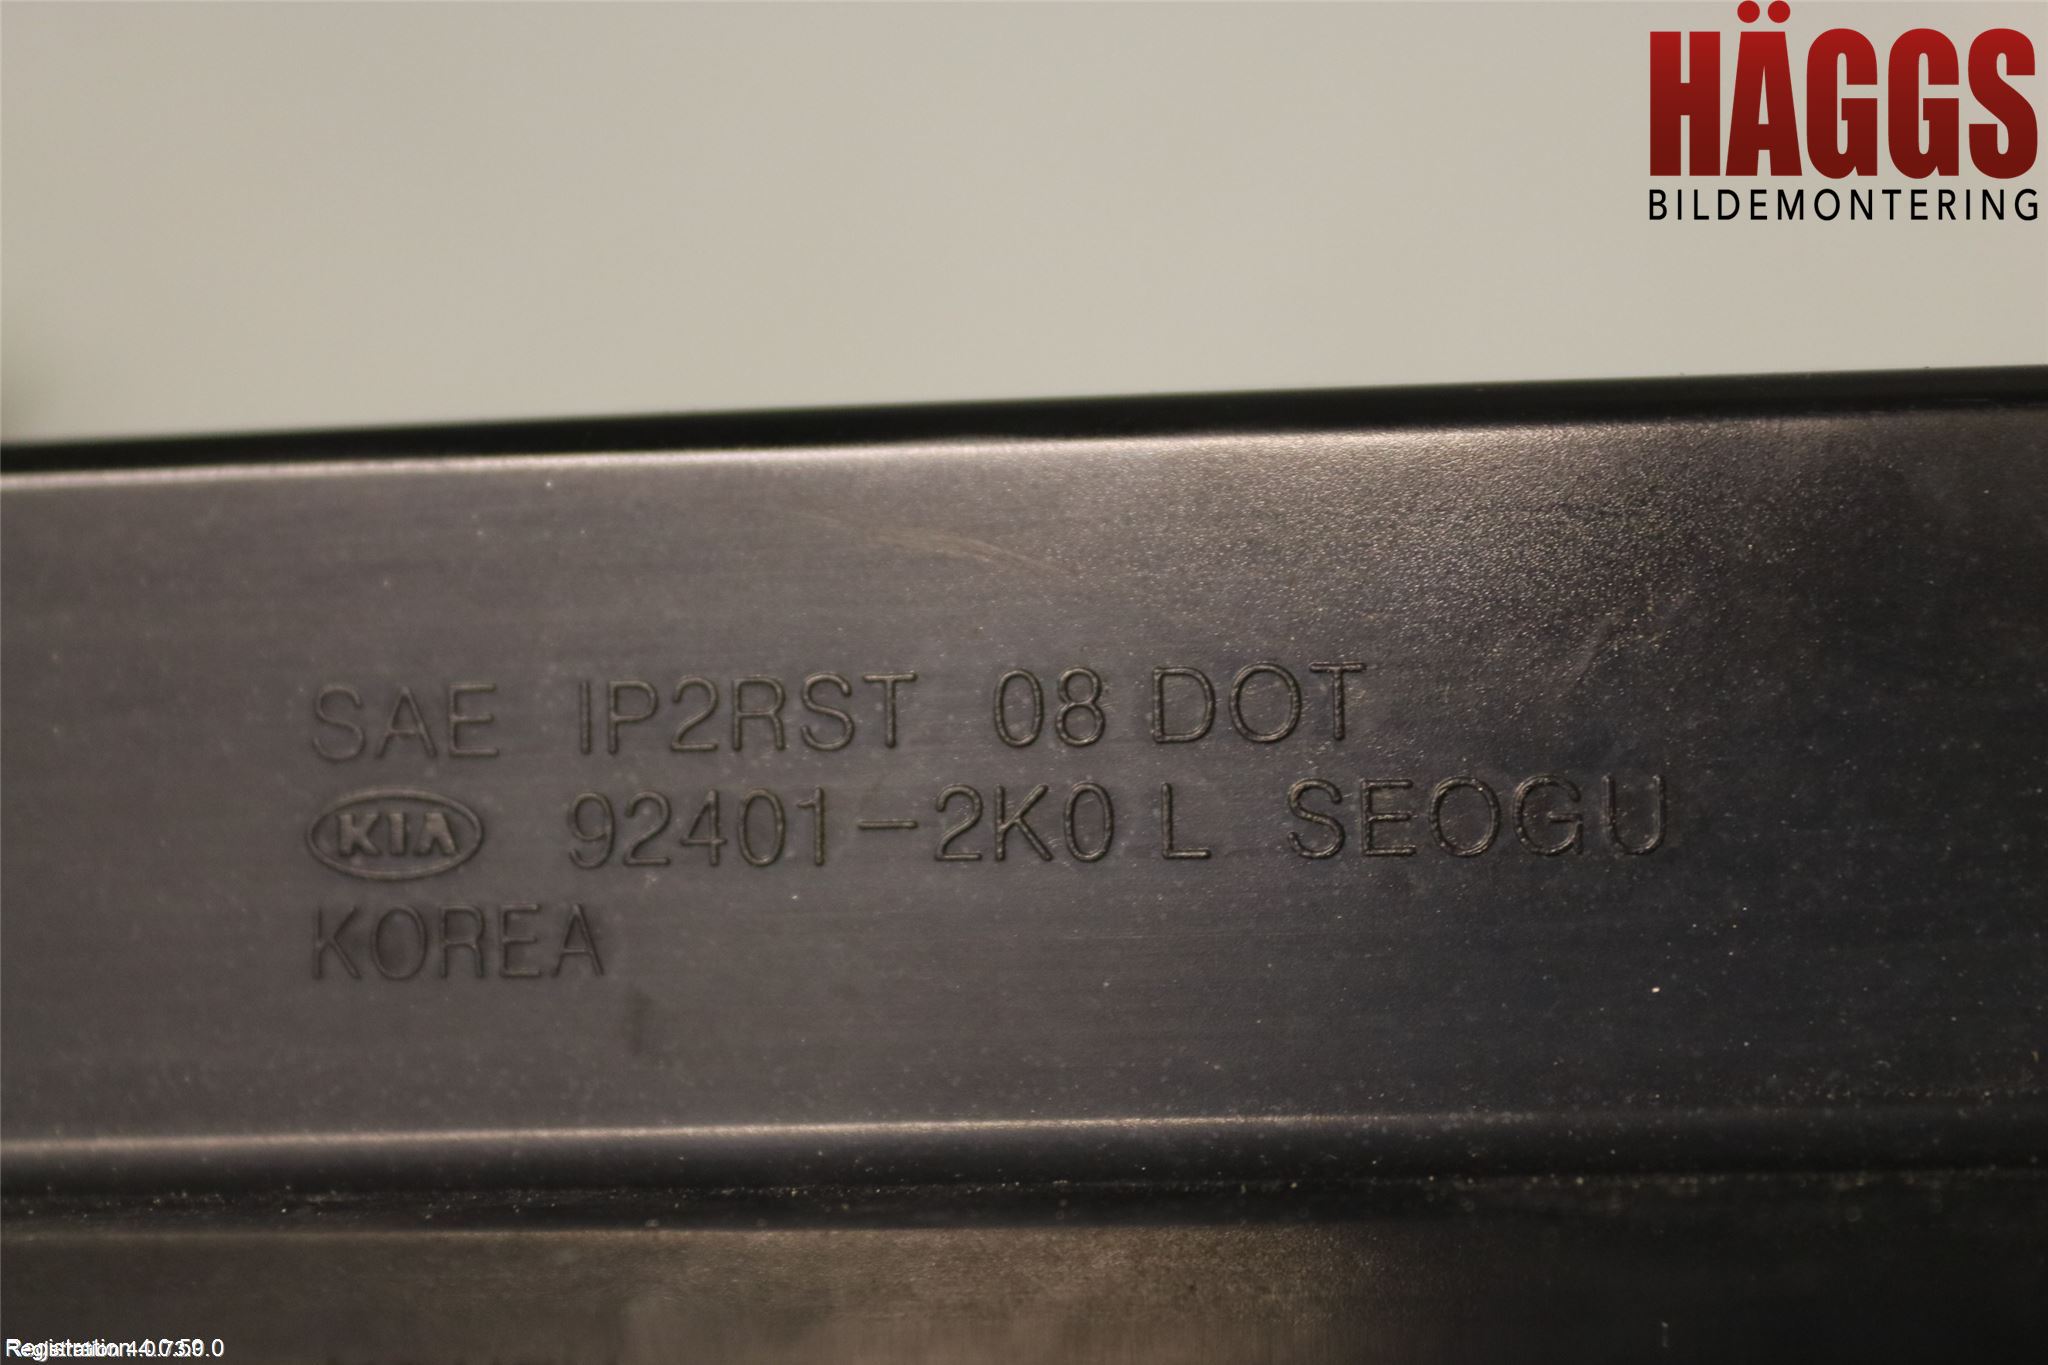 HÄGGS
BILDEMONTERING
SAE IP2RST 08 DOT
KIA 92401-2K0 L SEOGU
KOREA